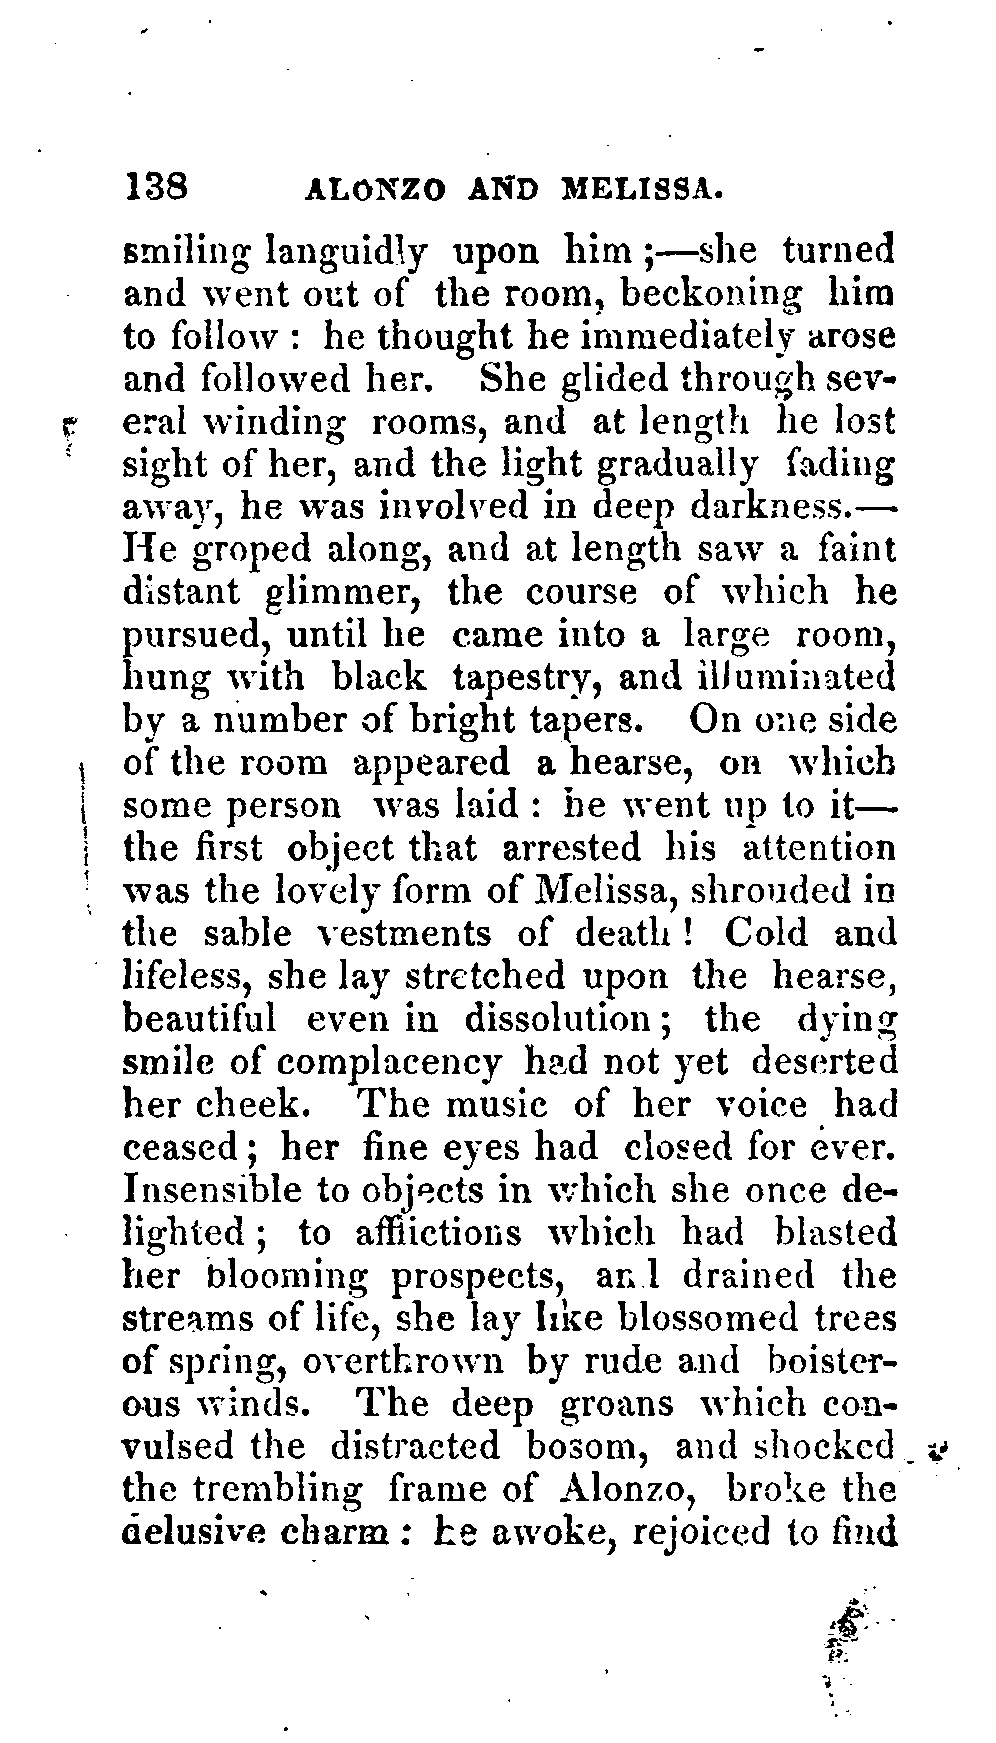 138 ALONZO AND MELISSA.
smiling languidly upon him ;—she turned
and went out of the room, beckoning him
to follow : he thought he immediately arose
and followed her. She glided through sev-
eral winding rooms, and at length he lost
sight of her, and the light gradually fading
away, he was involved in deep darkness.—
He groped along, and at length saw a faint
distant glimmer, the course of which he
pursued, until he came into a large room,
hung with black tapestry, and illuminated
by a number of bright tapers. On one side
of the room appeared a hearse, on which
some person was laid : he went up to it—
the first object that arrested his attention
was the lovely form of Melissa, shrouded in
the sable vestments of death ! Cold and
lifeless, she lay stretched upon the hearse,
beautiful even in dissolution ; the dying
smile of complacency had not yet deserted
her cheek. The music of her voice had
ceased ; her fine eyes had closed for ever.
Insensible to objects in which she once de-
lighted ; to afflictions which had blasted
her blooming prospects, and drained the
streams of life, she lay like blossomed trees
of spring, overthrown by rude and boister-
ous winds. The deep groans which con-
vulsed the distracted bosom, and shocked
the trembling frame of Alonzo, broke the
delusive charm : he awoke, rejoiced to find